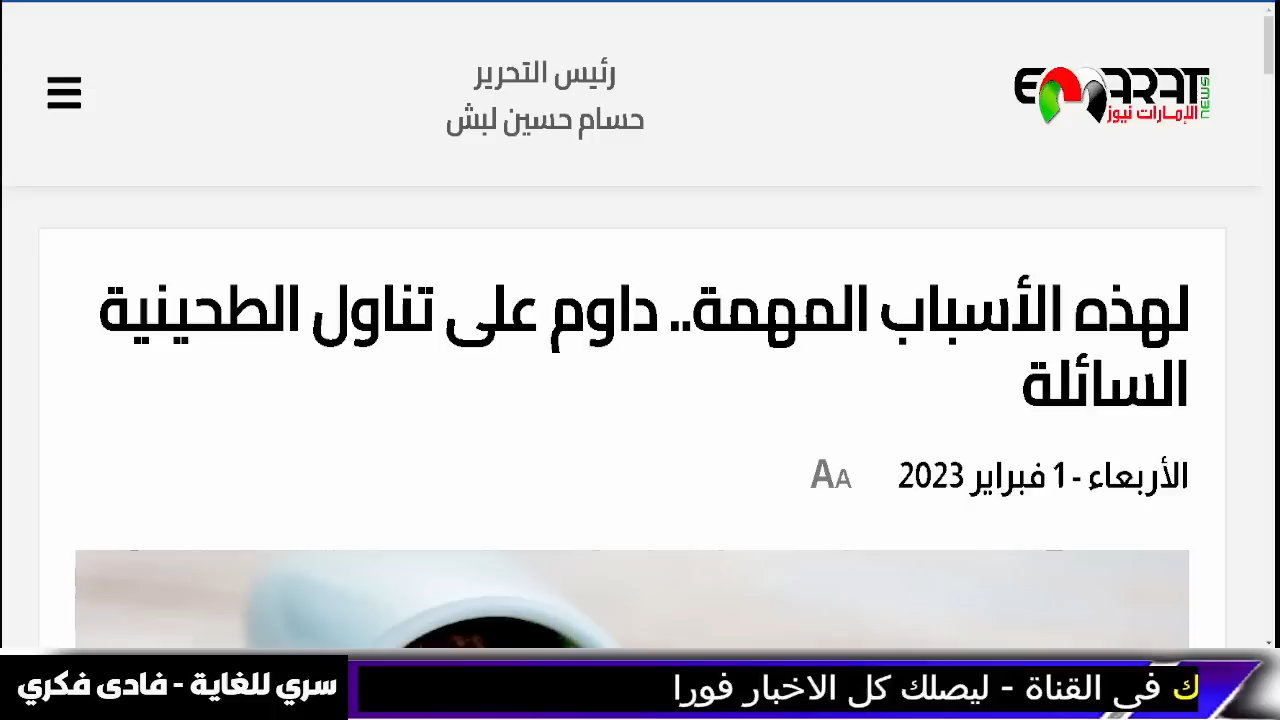 رئيس التحرير
حسام حسين لبش
EMARAT NEWS
الإمارات نيوز
لهذه الأسباب المهمة.. داوم على تناول الطحينية
السائلة
الأربعاء - 1 فبراير 2023
AA
ك في القناة - ليصلك كل الاخبار فورا
سري للغاية - فادى فكري